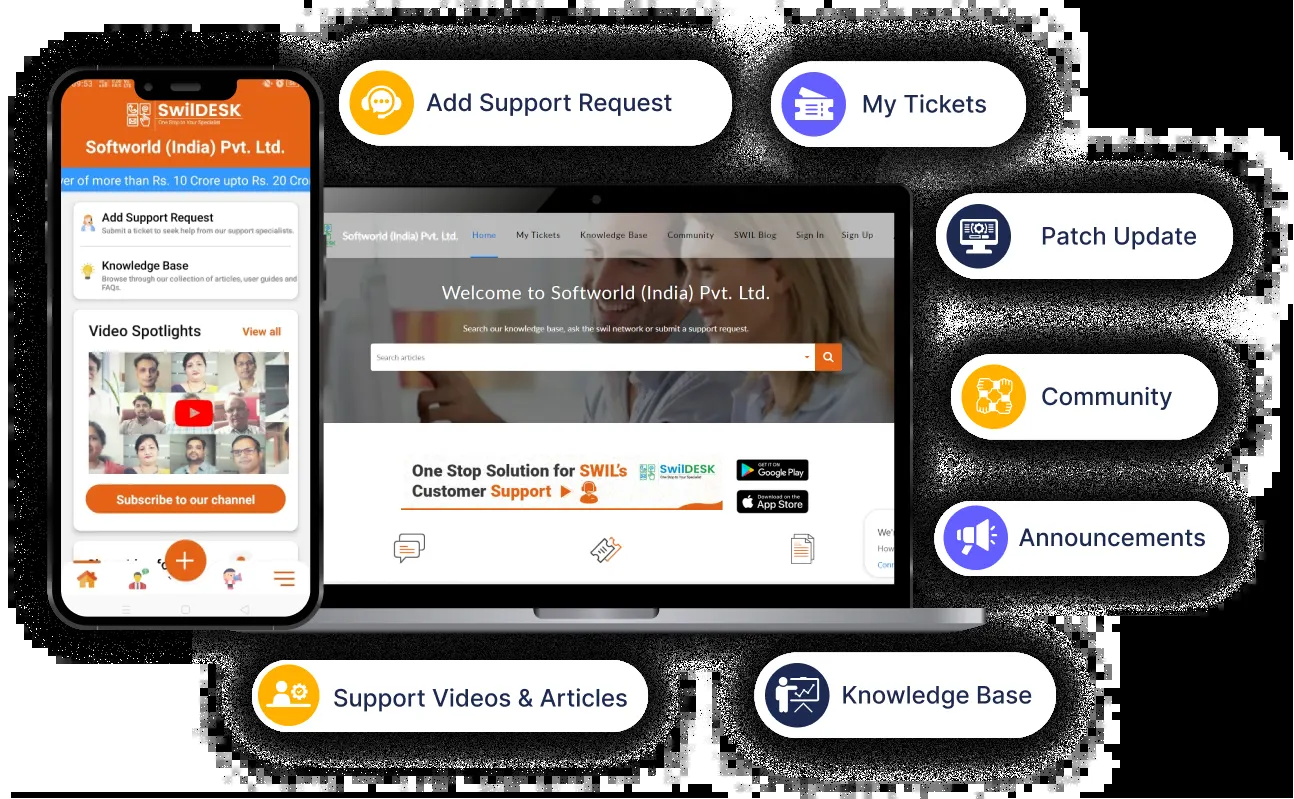 Add Support Request
My Tickets
Patch Update
Community
Announcements
Support Videos & Articles
Knowledge Base
SwilDESK
One Stop to Your Specialist
Softworld (India) Pvt. Ltd.
ver of more than Rs. 10 Crore upto Rs. 20 Cro
Add Support Request
Submit a ticket to seek help from our support specialists.
Knowledge Base
Browse through our collection of articles, user guides and
FAQs.
Video Spotlights View all
Subscribe to our channel
Softworld (India) Pvt. Ltd. Home My Tickets Knowledge Base Community SWIL Blog Sign In Sign Up
Welcome to Softworld (India) Pvt. Ltd.
Search our knowledge base, ask the swil network or submit a support request.
Search articles
One Stop Solution for SWIL's
Customer Support
SwilDESK
One Stop to Your Specialist
GET IT ON
Google Play
Download on the
App Store
We'
How
Conr